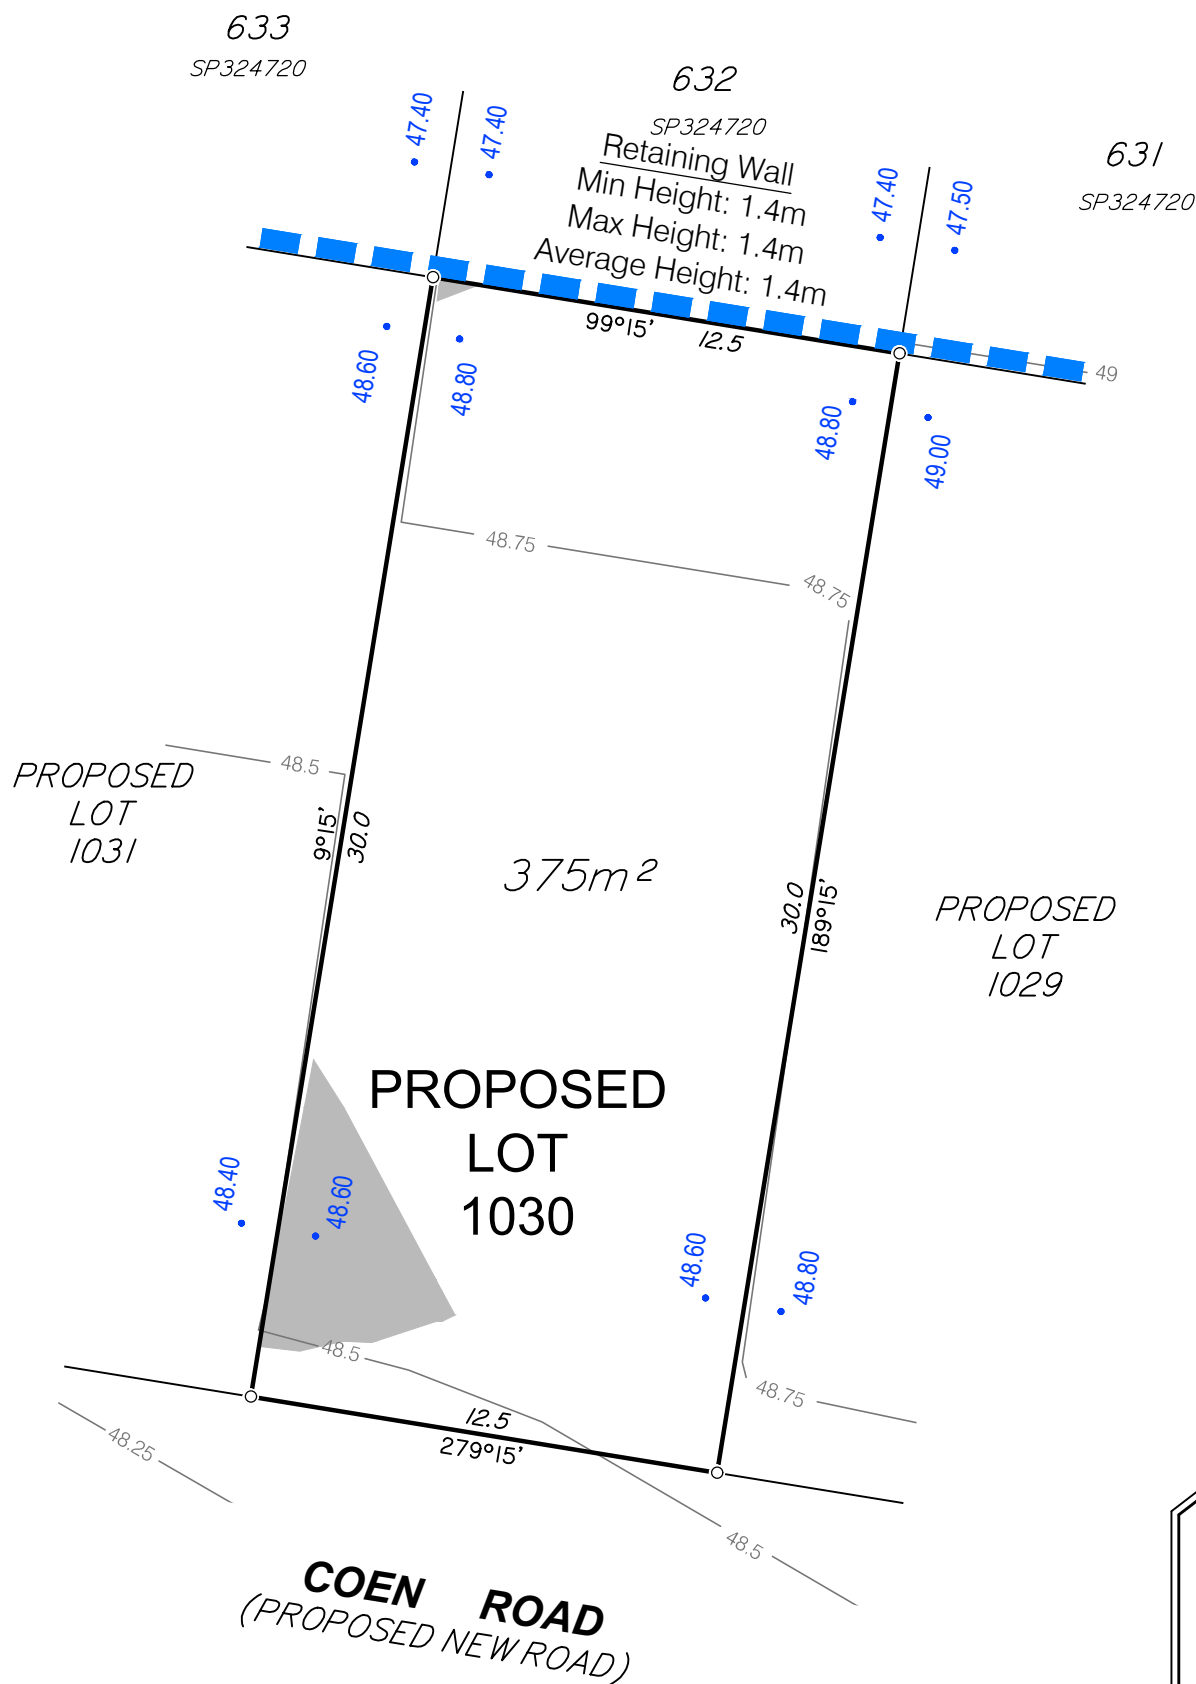 633
SP324720
632
SP324720
631
SP324720
47.40
47.40
47.40
47.50
Retaining Wall
Min Height: 1.4m
Max Height: 1.4m
Average Height: 1.4m
99°15'
12.5
49
48.60
48.80
48.80
49.00
48.75
48.75
48.5
PROPOSED
LOT
1031
9°15'
30.0
375m²
30.0
189°15'
PROPOSED
LOT
1029
PROPOSED
LOT
1030
48.40
48.60
48.60
48.80
48.5
48.75
12.5
279°15'
48.25
48.5
COEN ROAD
(PROPOSED NEW ROAD)